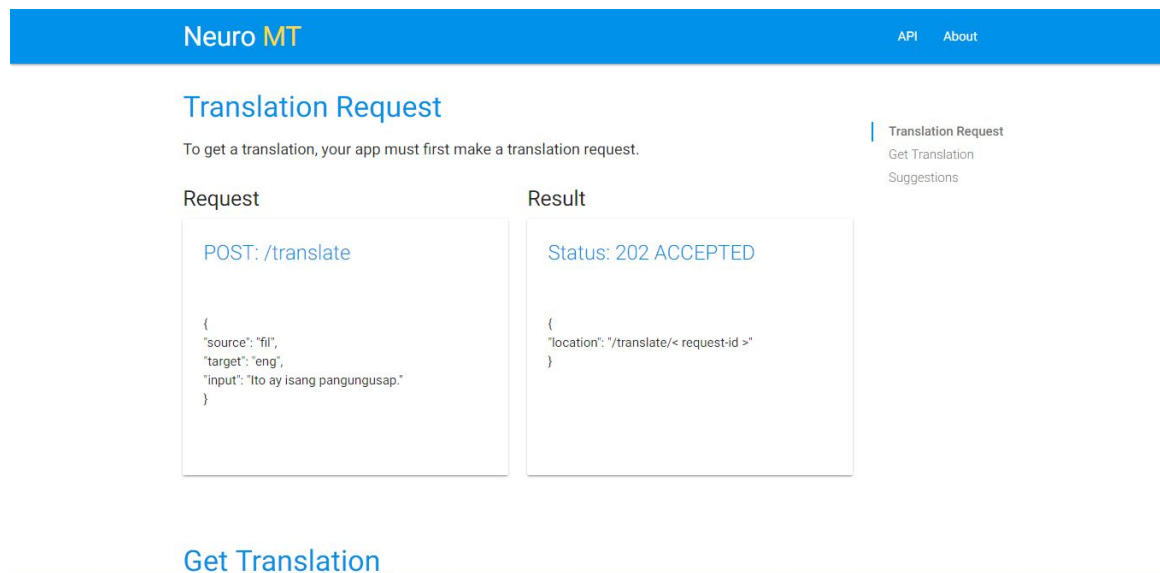 Neuro MT
API About
Translation Request
To get a translation, your app must first make a translation request.
Translation Request
Get Translation
Suggestions
Request
POST: /translate
{
"source": "fil",
"target": "eng",
"input": "Ito ay isang pangungusap."
}
Result
Status: 202 ACCEPTED
{
"location": "/translate/< request-id >"
}
Get Translation